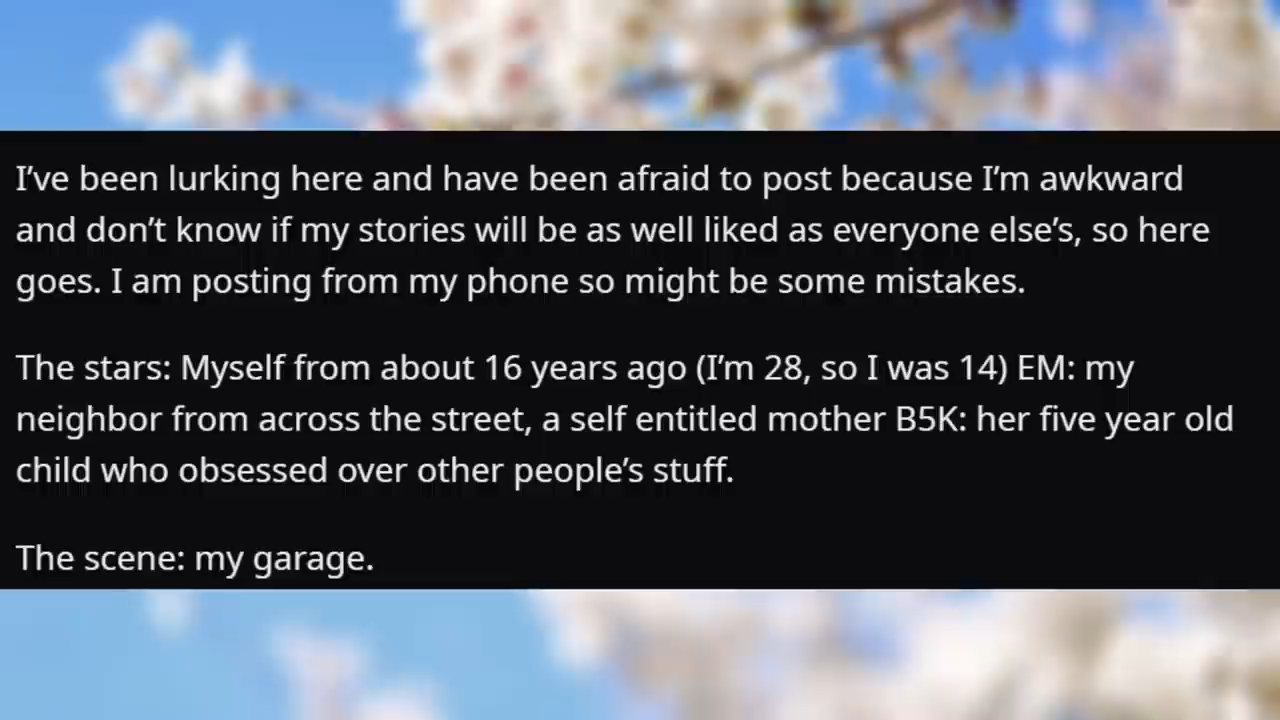 I’ve been lurking here and have been afraid to post because I’m awkward
and don’t know if my stories will be as well liked as everyone else’s, so here
goes. I am posting from my phone so might be some mistakes.
The stars: Myself from about 16 years ago (I’m 28, so I was 14) EM: my
neighbor from across the street, a self entitled mother B5K: her five year old
child who obsessed over other people’s stuff.
The scene: my garage.